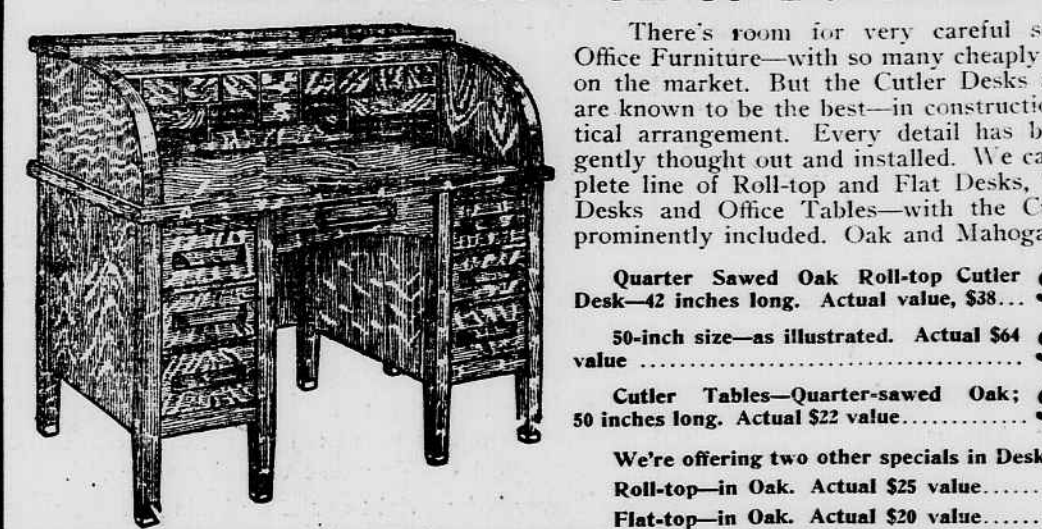 There's room for very careful s
Office Furniture—with so many cheaply
on the market. But the Cutler Desks
are known to be the best—in constructio
tical arrangement. Every detail has b
gently thought out and installed. We ca
plete line of Roll-top and Flat Desks,
Desks and Office Tables—with the C
prominently included. Oak and Mahoga
Quarter Sawed Oak Roll-top Cutler
Desk—42 inches long. Actual value, $38...
50-inch size—as illustrated. Actual $64
value ....................................
Cutler Tables—Quarter-sawed Oak;
50 inches long. Actual $22 value............
We're offering two other specials in Desk
Roll-top—in Oak. Actual $25 value......
Flat-top—in Oak. Actual $20 value......